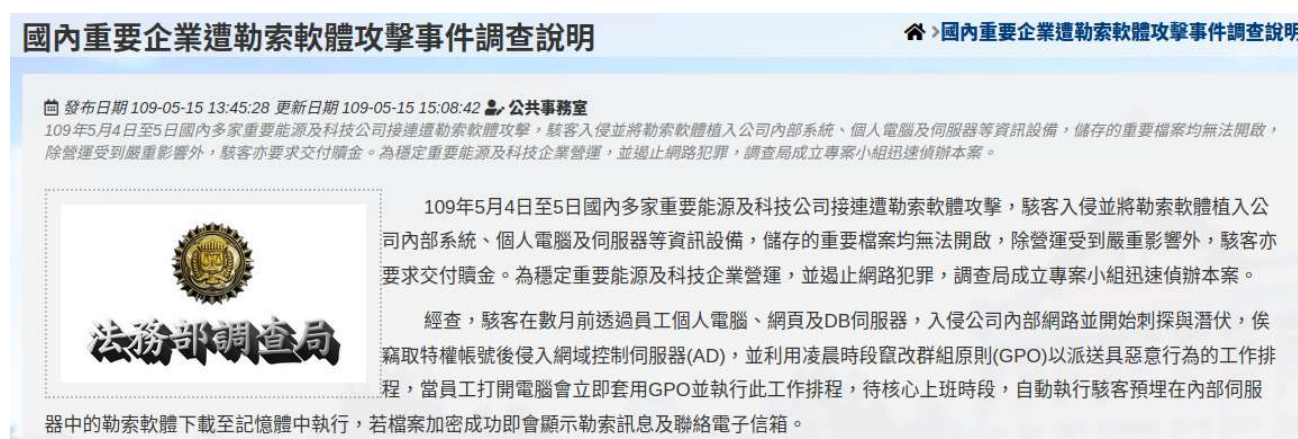 國內重要企業遭勒索軟體攻擊事件調查說明
>國內重要企業遭勒索軟體攻擊事件調查說明
發布日期 109-05-15 13:45:28 更新日期 109-05-15 15:08:42 公共事務室
109年5月4日至5日國內多家重要能源及科技公司接連遭勒索軟體攻擊，駭客入侵並將勒索軟體植入公司內部系統、個人電腦及伺服器等資訊設備，儲存的重要檔案均無法開啟，
除營運受到嚴重影響外，駭客亦要求交付贖金。為穩定重要能源及科技企業營運，並遏止網路犯罪，調查局成立專案小組迅速偵辦本案。
法務部調查局
109年5月4日至5日國內多家重要能源及科技公司接連遭勒索軟體攻擊，駭客入侵並將勒索軟體植入公
司內部系統、個人電腦及伺服器等資訊設備，儲存的重要檔案均無法開啟，除營運受到嚴重影響外，駭客亦
要求交付贖金。為穩定重要能源及科技企業營運，並遏止網路犯罪，調查局成立專案小組迅速偵辦本案。
經查，駭客在數月前透過員工個人電腦、網頁及DB伺服器，入侵公司內部網路並開始刺探與潛伏，俟
竊取特權帳號後侵入網域控制伺服器(AD)，並利用凌晨時段竄改群組原則(GPO)以派送具惡意行為的工作排
程，當員工打開電腦會立即套用GPO並執行此工作排程，待核心上班時段，自動執行駭客預埋在內部伺服
器中的勒索軟體下載至記憶體中執行，若檔案加密成功即會顯示勒索訊息及聯絡電子信箱。